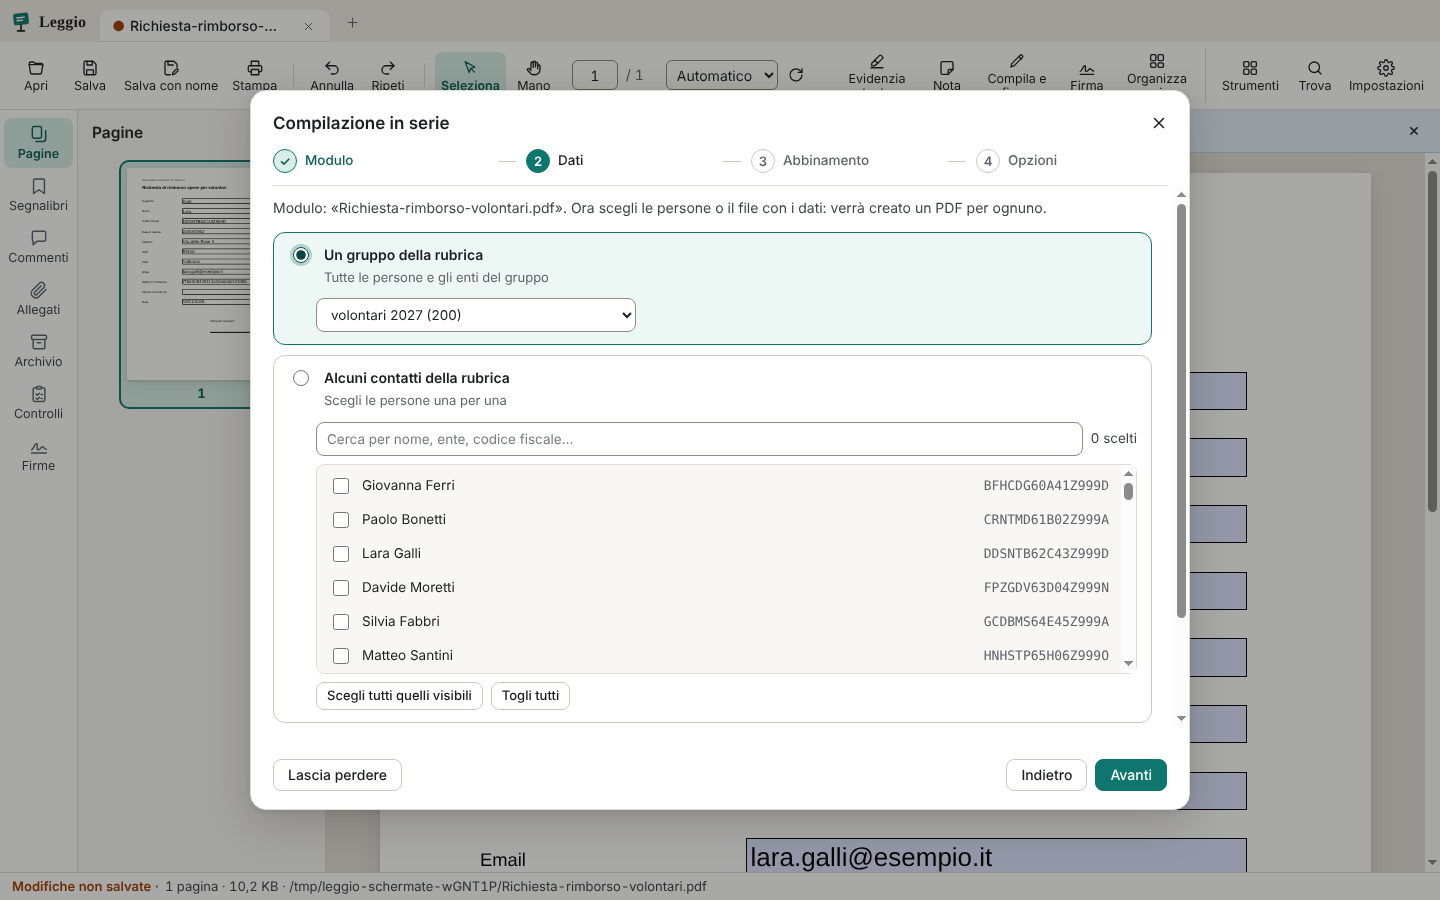 Leggio
Richiesta-rimborso-...
Apri
Salva
Salva con nome
Stampa
Annulla
Ripeti
Seleziona
Mano
1 / 1
Automatico
Evidenzia
Nota
Compila e
Firma
Organizza
Strumenti
Trova
Impostazioni
Pagine
Segnalibri
Commenti
Allegati
Archivio
Controlli
Firme
Pagine
1
Compilazione in serie
Modulo
2 Dati
3 Abbinamento
4 Opzioni
Modulo: «Richiesta-rimborso-volontari.pdf». Ora scegli le persone o il file con i dati: verrà creato un PDF per ognuno.
Un gruppo della rubrica
Tutte le persone e gli enti del gruppo
volontari 2027 (200)
Alcuni contatti della rubrica
Scegli le persone una per una
Cerca per nome, ente, codice fiscale...
0 scelti
Giovanna Ferri BFHCDG60A41Z999D
Paolo Bonetti CRNTMD61B02Z999A
Lara Galli DDSNTB62C43Z999D
Davide Moretti FPZGDV63D04Z999N
Silvia Fabbri GCDBMS64E45Z999A
Matteo Santini HNHSTP65H06Z999O
Scegli tutti quelli visibili
Togli tutti
Lascia perdere
Indietro
Avanti
Email lara.galli@esempio.it
Modifiche non salvate · 1 pagina · 10,2 KB · /tmp/leggio-schermate-wGNT1P/Richiesta-rimborso-volontari.pdf